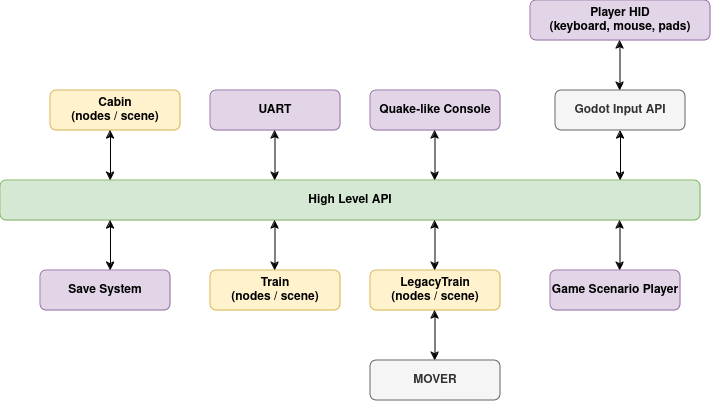 Player HID
(keyboard, mouse, pads)
Cabin
(nodes / scene)
UART
Quake-like Console
Godot Input API
High Level API
Save System
Train
(nodes / scene)
LegacyTrain
(nodes / scene)
Game Scenario Player
MOVER